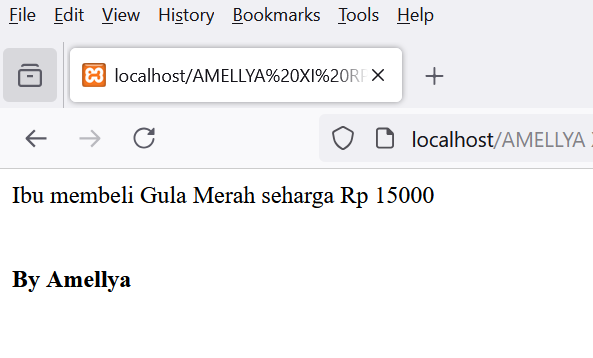 File Edit View History Bookmarks Tools Help
localhost/AMELLYA%20XI%20RP
localhost/AMELLYA X
Ibu membeli Gula Merah seharga Rp 15000
By Amellya